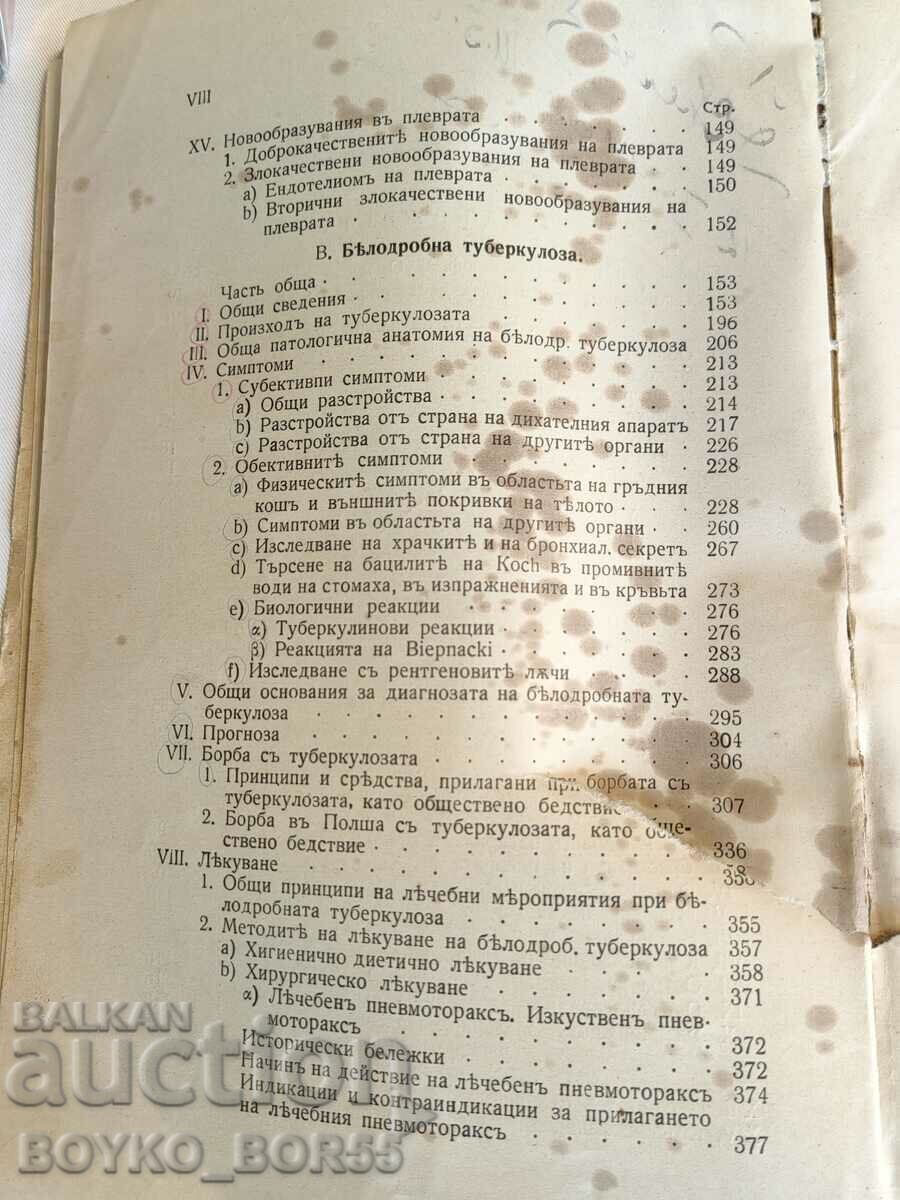 VIII
Стр.
XV. Новообразувания въ плеврата . . . . . . . 149
1. Доброкачественитѣ новообразувания на плеврата 149
2. Злокачествени новообразувания на плеврата . . 149
a) Ендотелиомъ на плеврата . . . . . . . 150
b) Вторични злокачествени новообразувания на
плеврата . . . . . . . . . . . 152
В. Бѣлодробна туберкулоза.
Часть обща . . . . . . . . . . . 153
I. Общи сведения . . . . . . . . . . 153
II. Произходъ на туберкулозата . . . . . . . 196
III. Обща патологична анатомия на бѣлодр. туберкулоза 206
IV. Симптоми . . . . . . . . . . . 213
1. Субективпи симптоми . . . . . . . . 213
a) Общи разстройства . . . . . . . . 214
b) Разстройства отъ страна на дихателния апаратъ 217
c) Разстройства отъ страна на другитѣ органи . 226
2. Обективнитѣ симптоми . . . . . . . . 228
a) Физическитѣ симптоми въ областьта на гръдния
кошъ и външнитѣ покривки на тѣлото . . . 228
b) Симптоми въ областьта на другитѣ органи . . 260
c) Изследване на храчкитѣ и на бронхиал. секретъ 267
d) Търсене на бацилитѣ на Koch въ промивнитѣ
води на стомаха, въ изпражненията и въ кръвьта 273
e) Биологични реакции . . . . . . . . 276
α) Туберкулинови реакции . . . . . . 276
β) Реакцията на Biernacki . . . . . . . 283
f) Изследване съ рентгеновитѣ лѫчи . . . . 288
V. Общи основания за диагнозата на бѣлодробната ту-
беркулоза . . . . . . . . . . . 295
VI. Прогноза . . . . . . . . . . . 304
VII. Борба съ туберкулозата . . . . . . . . 306
1. Принципи и срѣдства, прилагани при борбата съ
туберкулозата, като обществено бедствие . . 307
2. Борба въ Полша съ туберкулозата, като обще-
ствено бедствие . . . . . . . . . . 336
VIII. Лѣкуване . . . . . . . . . . .
1. Общи принципи на лѣчебни мѣроприятия при бѣ-
лодробната туберкулоза . . . . . . . 355
2. Методитѣ на лѣкуване на бѣлодроб. туберкулоза 357
a) Хигиенично диетично лѣкуване . . . . 358
b) Хирургическо лѣкуване . . . . . . . 371
α) Лѣчебенъ пневмотораксъ. Изкуственъ пнев-
мотораксъ . . . . . . . . . 372
Исторически бележки . . . . . . . 372
Начинъ на действие на лѣчебенъ пневмотораксъ 374
Индикации и контраиндикации за прилагането
на лѣчебния пневмотораксъ . . . . . . 377
BALKAN
auction
BOYKO_BOR55